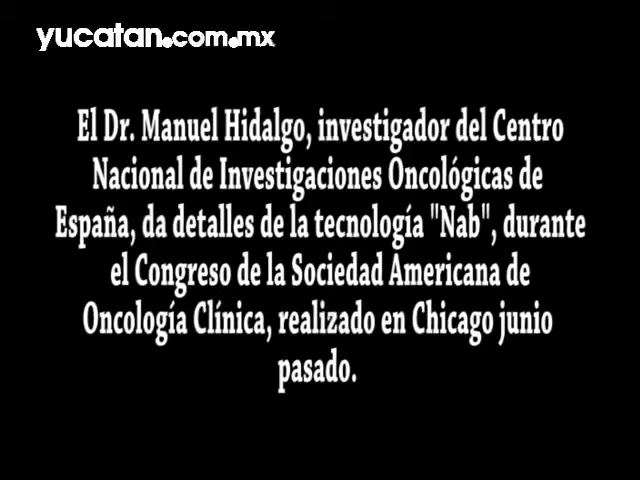 yucatan.com.mx
El Dr. Manuel Hidalgo, investigador del Centro
Nacional de Investigaciones Oncológicas de
España, da detalles de la tecnología "Nab", durante
el Congreso de la Sociedad Americana de
Oncología Clínica, realizado en Chicago junio
pasado.